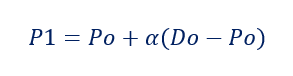 P1 = Po + α(Do − Po)